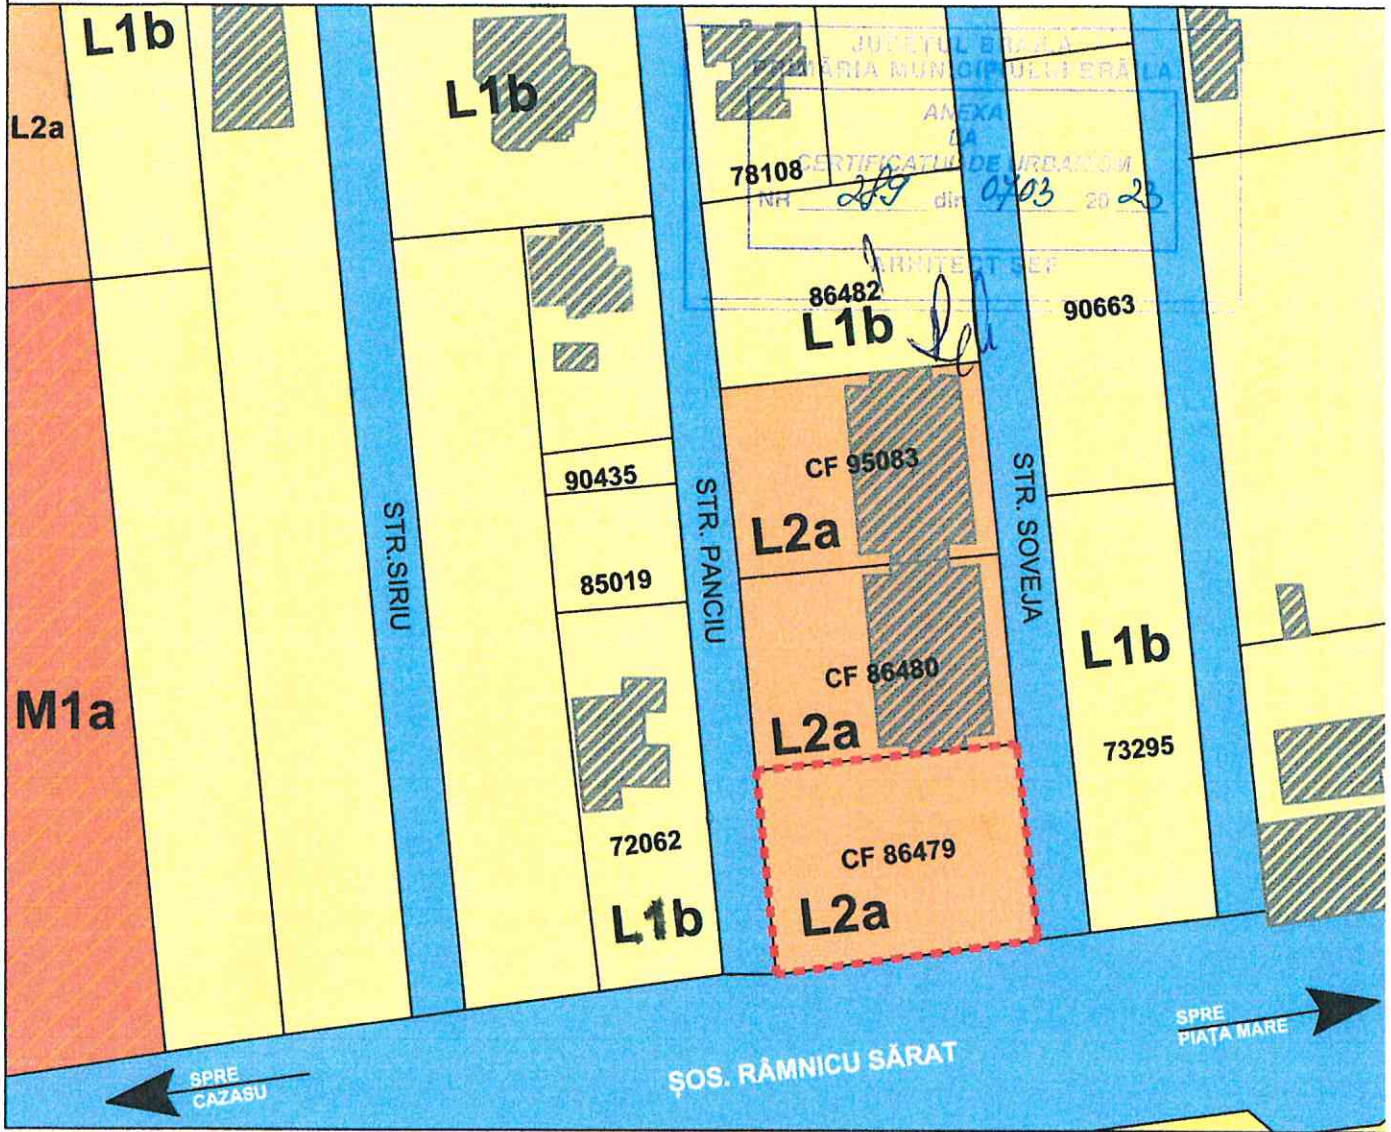 L1b
L2a
L1b
JUDEȚUL BRĂILA
PRIMĂRIA MUNICIPIULUI BRĂILA
ANEXA
LA
CERTIFICATUL DE URBANISM
NR 289 din 07.03 20 23
ARHITECT ȘEF
78108
86482
L1b
90663
CF 95083
L2a
90435
85019
STR.SIRIU
STR. PANCIU
STR. SOVEJA
CF 86480
L2a
L1b
73295
M1a
72062
L1b
CF 86479
L2a
SPRE
PIAȚA MARE
ȘOS. RÂMNICU SĂRAT
SPRE
CAZASU